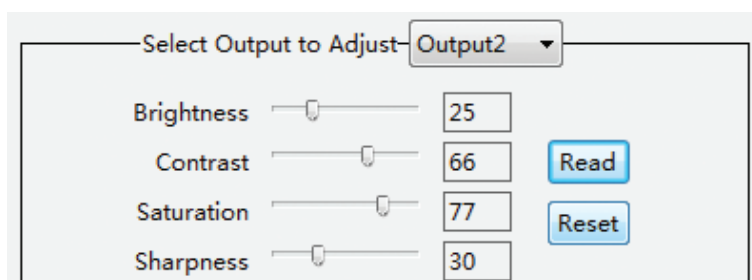 Select Output to Adjust Output2
Brightness 25
Contrast 66 Read
Saturation 77 Reset
Sharpness 30